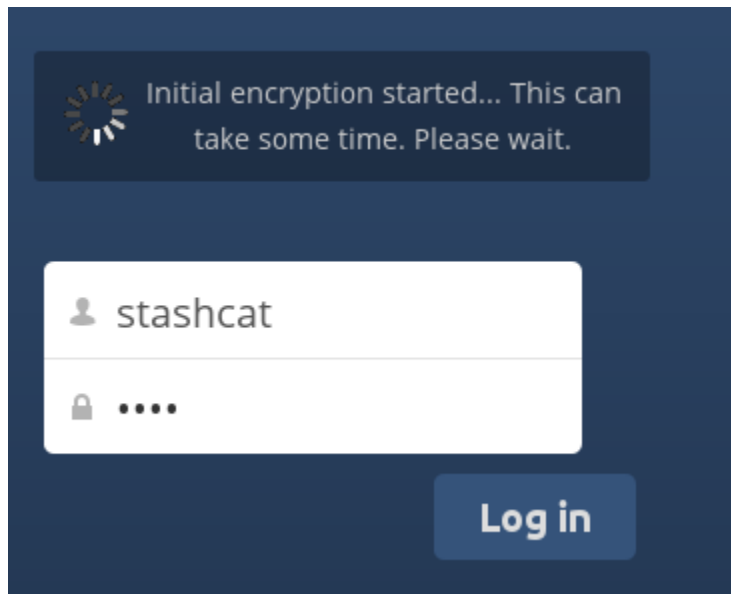 Initial encryption started... This can
take some time. Please wait.
stashcat
••••
Log in